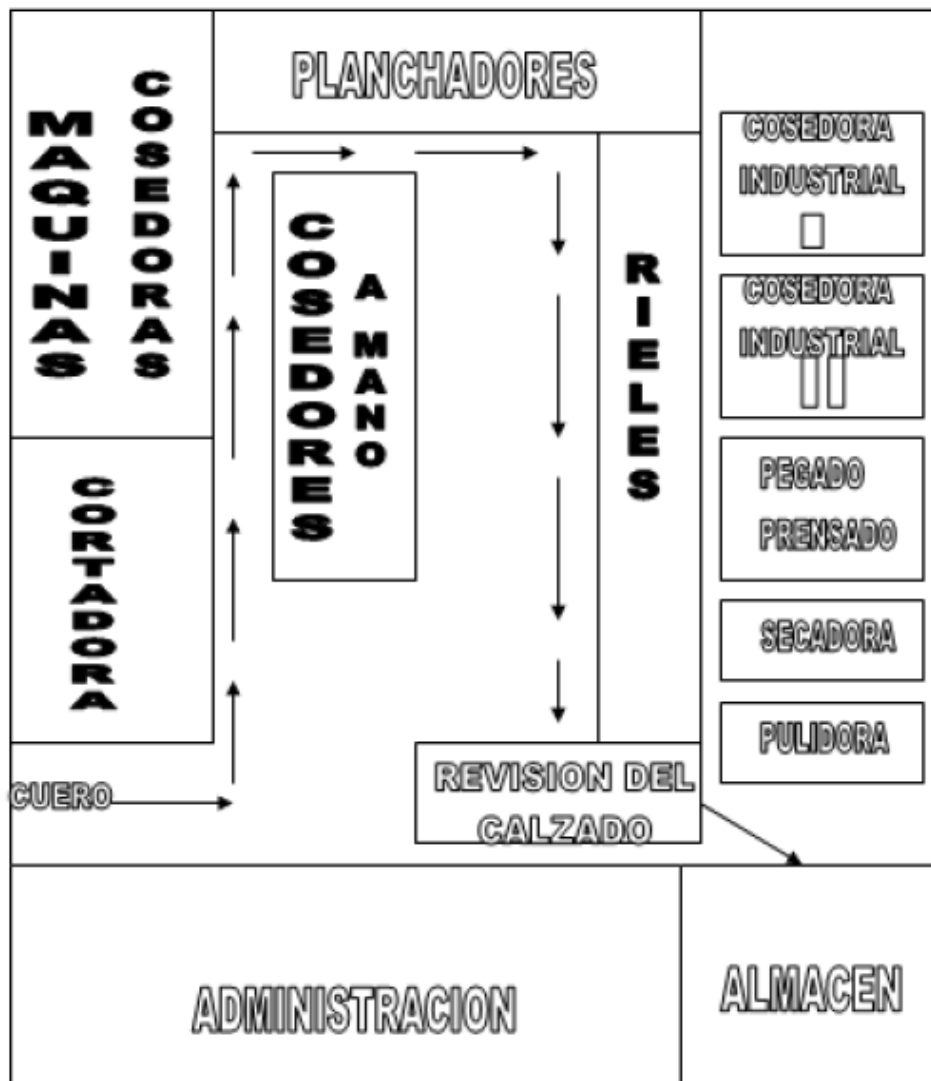 PLANCHADORES
MAQUINAS
COSEDORAS
COSEDORES
A MANO
RIELES
COSEDORA
INDUSTRIAL
COSEDORA
INDUSTRIAL
PEGADO
PRENSADO
SECADORA
PULIDORA
CORTADORA
CUERO
REVISION DEL
CALZADO
ADMINISTRACION
ALMACEN